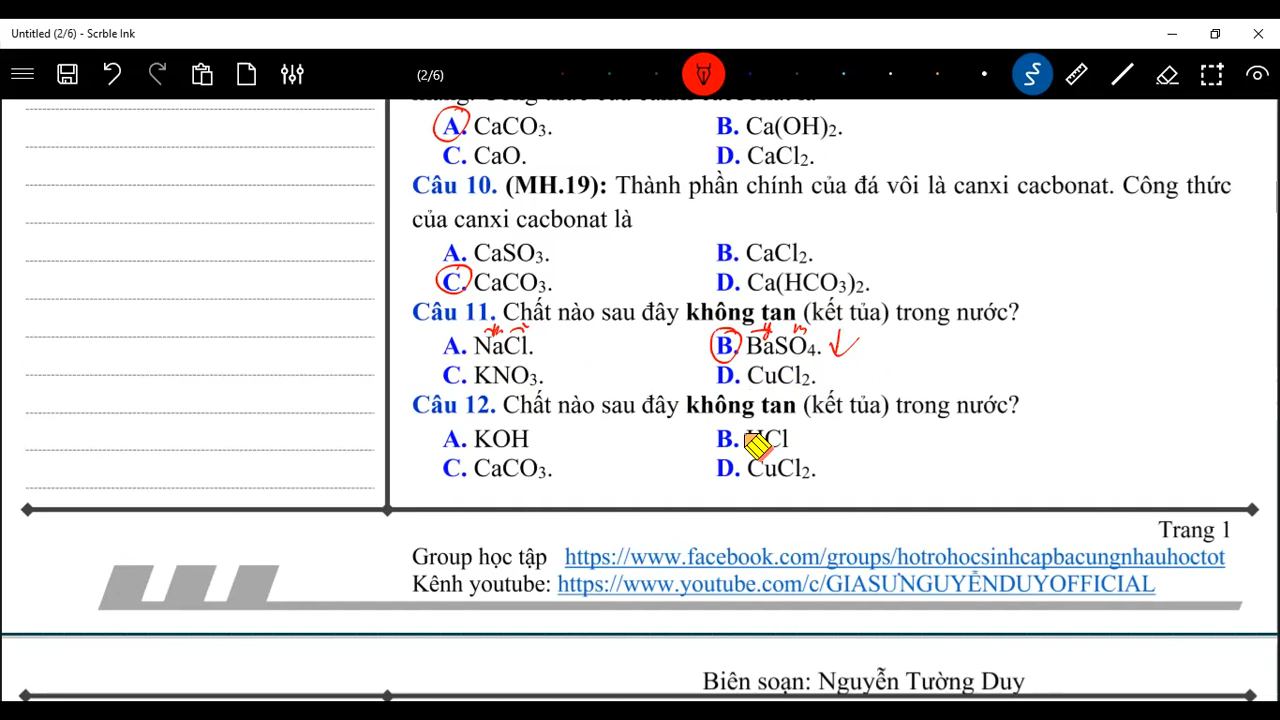 Untitled (2/6) - Scrble Ink
(2/6)
A. CaCO₃. B. Ca(OH)₂.
C. CaO. D. CaCl₂.
Câu 10. (MH.19): Thành phần chính của đá vôi là canxi cacbonat. Công thức
của canxi cacbonat là
A. CaSO₃. B. CaCl₂.
C. CaCO₃. D. Ca(HCO₃)₂.
Câu 11. Chất nào sau đây không tan (kết tủa) trong nước?
A. NaCl. B. BaSO₄. ↓
C. KNO₃. D. CuCl₂.
Câu 12. Chất nào sau đây không tan (kết tủa) trong nước?
A. KOH B. HCl
C. CaCO₃. D. CuCl₂.
Trang 1
Group học tập https://www.facebook.com/groups/hotrohocsinhcapbacungnhauhoctot
Kênh youtube: https://www.youtube.com/c/GIASƯNGUYỄNDUYOFFICIAL
Biên soạn: Nguyễn Tường Duy